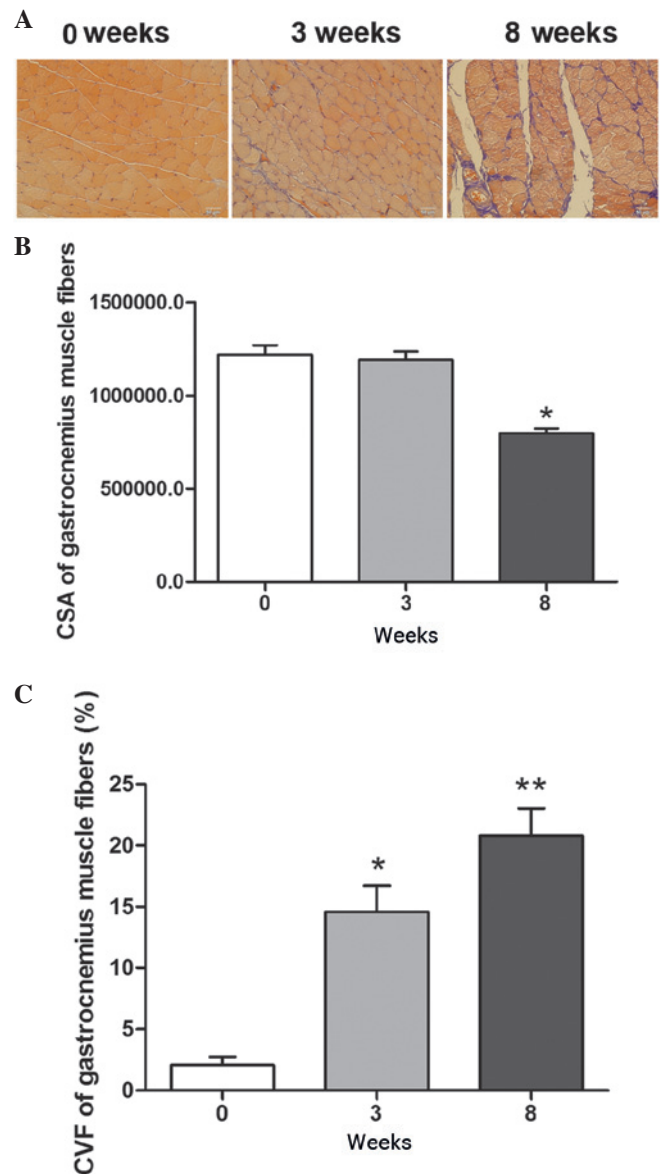 A
0 weeks 3 weeks 8 weeks
B
CSA of gastrocnemius muscle fibers
1500000.0
1000000.0
500000.0
0.0
*
0 3 8
Weeks
C
CVF of gastrocnemius muscle fibers (%)
25
20
15
10
5
0
*
**
0 3 8
Weeks